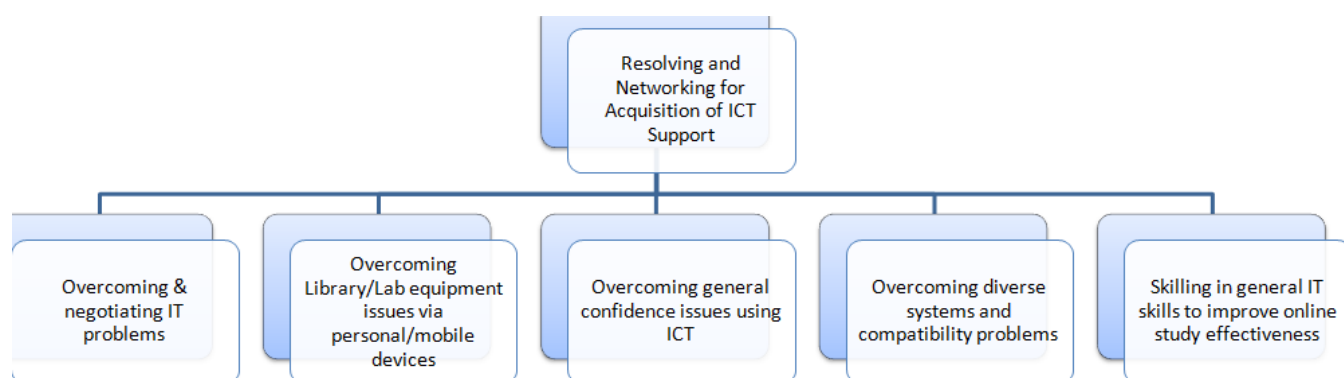 Resolving and
Networking for
Acquisition of ICT
Support
Overcoming &
negotiating IT
problems
Overcoming
Library/Lab equipment
issues via
personal/mobile
devices
Overcoming general
confidence issues using
ICT
Overcoming diverse
systems and
compatibility problems
Skilling in general IT
skills to improve online
study effectiveness